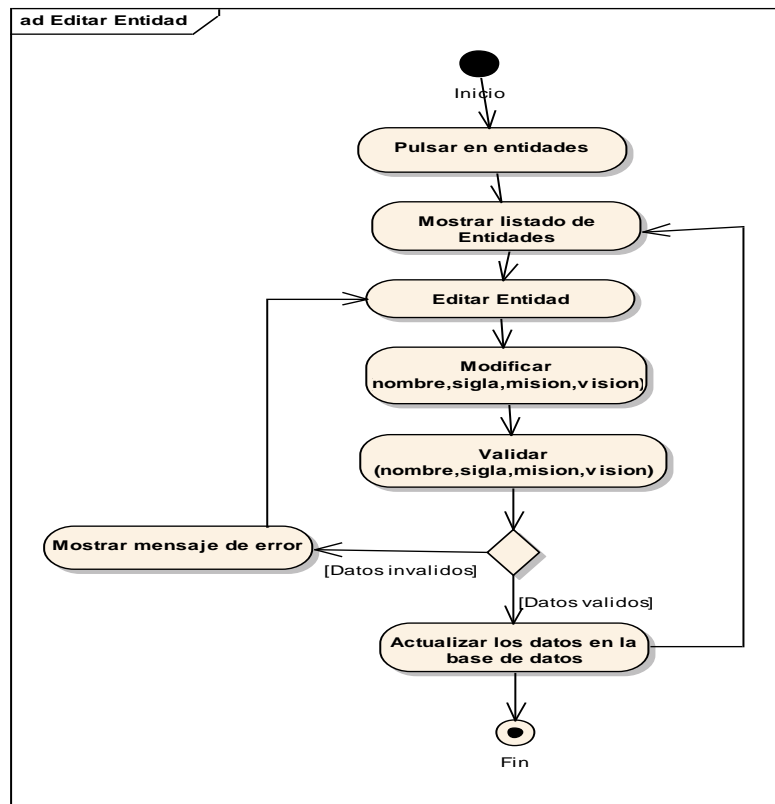 ad Editar Entidad
Inicio
Pulsar en entidades
Mostrar listado de
Entidades
Editar Entidad
Modificar
nombre,sigla,mision,vision)
Validar
(nombre,sigla,mision,vision)
Mostrar mensaje de error
[Datos invalidos]
[Datos validos]
Actualizar los datos en la
base de datos
Fin